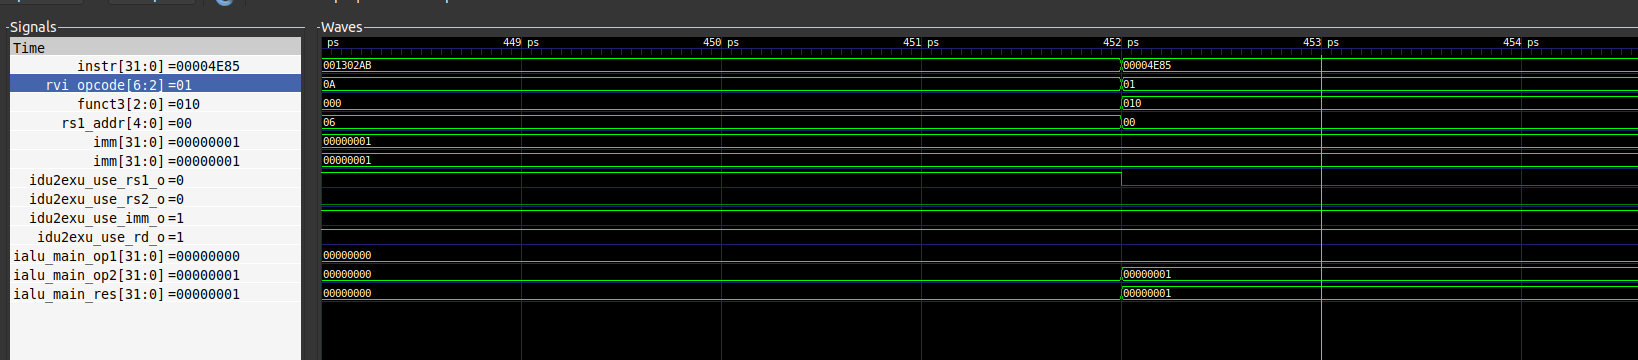 Signals
Waves
Time
ps 449 ps 450 ps 451 ps 452 ps 453 ps 454 ps
instr[31:0] =00004E85 001302AB 00004E85
rvi_opcode[6:2] =01 0A 01
funct3[2:0] =010 000 010
rs1_addr[4:0] =00 06 00
imm[31:0] =00000001 00000001
imm[31:0] =00000001 00000001
idu2exu_use_rs1_o =0
idu2exu_use_rs2_o =0
idu2exu_use_imm_o =1
idu2exu_use_rd_o =1
ialu_main_op1[31:0] =00000000 00000000
ialu_main_op2[31:0] =00000001 00000000 00000001
ialu_main_res[31:0] =00000001 00000000 00000001